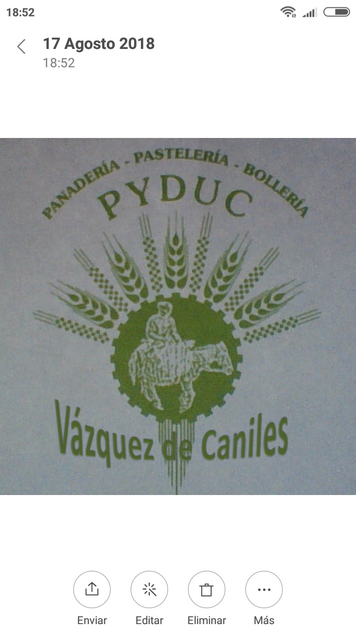 18:52
17 Agosto 2018
18:52
PANADERÍA - PASTELERÍA - BOLLERÍA
PYDUC
Vázquez de Caniles
Enviar Editar Eliminar Más